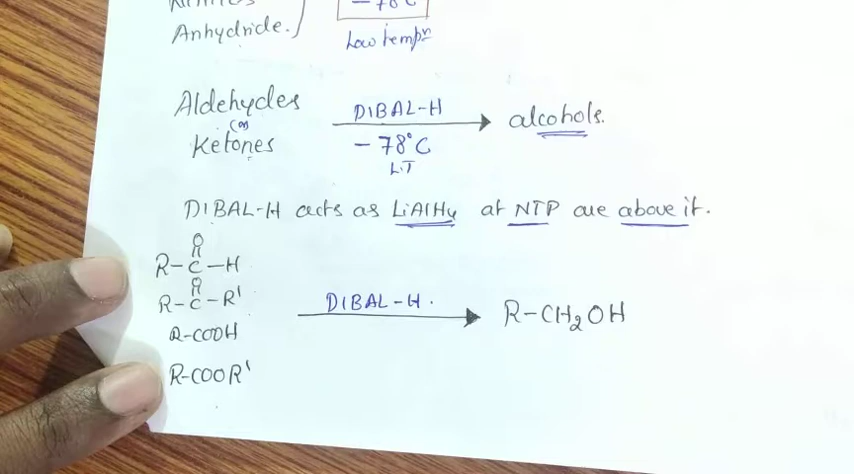 Anhydride.
Low tempr
Aldehydes
(or)
Ketones
DIBAL-H
-78°C
L.T
alcohols.
DIBAL-H acts as LiAlH4 at NTP are above it.
O
R-C-H
O
R-C-R'
R-COOH
R-COOR'
DIBAL-H.
R-CH2OH